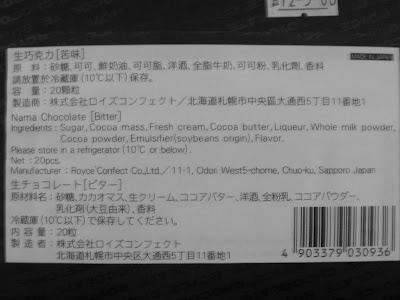 12,5.00
生巧克力[苦味]
MADE IN JAPAN
原　料：砂糖, 可可, 鮮奶油, 可可脂, 洋酒, 全脂牛奶, 可可粉, 乳化劑, 香料
請放置於冷藏庫(10℃以下)保存。
容　量：20顆粒
製造商：株式会社ロイズコンフェクト／北海道札幌市中央區大通西5丁目11番地1
Nama Chocolate [Bitter]
Ingredients : Sugar, Cocoa mass, Fresh cream, Cocoa butter, Liqueur, Whole milk powder,
Cocoa powder, Emulsifier(soybeans origin), Flavor.
Please store in a refrigerator (10℃ or below) .
Net : 20pcs.
Manufacturer : Royce'Confect Co.,Ltd./11-1, Odori West5-chome, Chuo-ku, Sapporo Japan
生チョコレート[ビター]
原材料名：砂糖、カカオマス、生クリーム、ココアバター、洋酒、全粉乳、ココアパウダー、
乳化剤(大豆由来)、香料
冷蔵庫(10℃以下)で保存してください。
内 容 量：20粒
製 造 者：株式会社ロイズコンフェクト
北海道札幌市中央区大通西5丁目11番地1
4 903379 030936